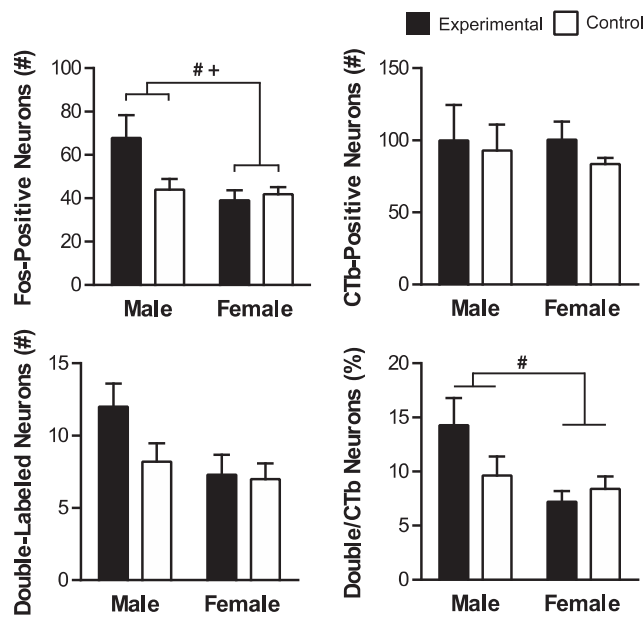 Experimental Control
Fos-Positive Neurons (#)
100
80
60
40
20
0
# +
Male Female
CTb-Positive Neurons (#)
150
100
50
0
Male Female
Double-Labeled Neurons (#)
15
10
5
0
Male Female
Double/CTb Neurons (%)
20
15
10
5
0
#
Male Female